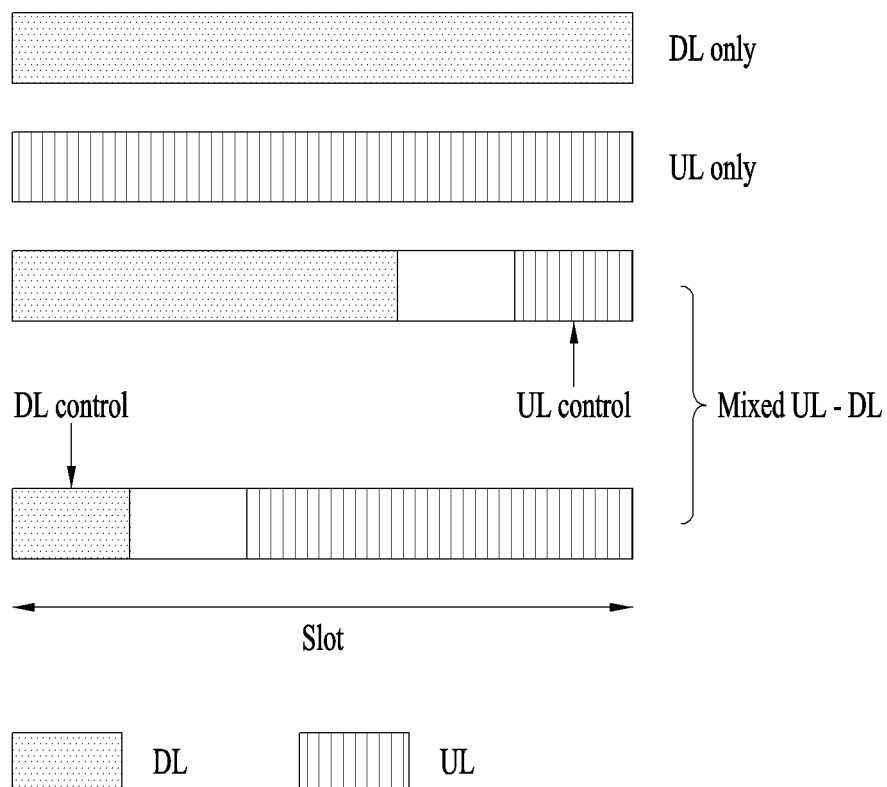 DL only
UL only
DL control
UL control
Mixed UL - DL
Slot
DL
UL